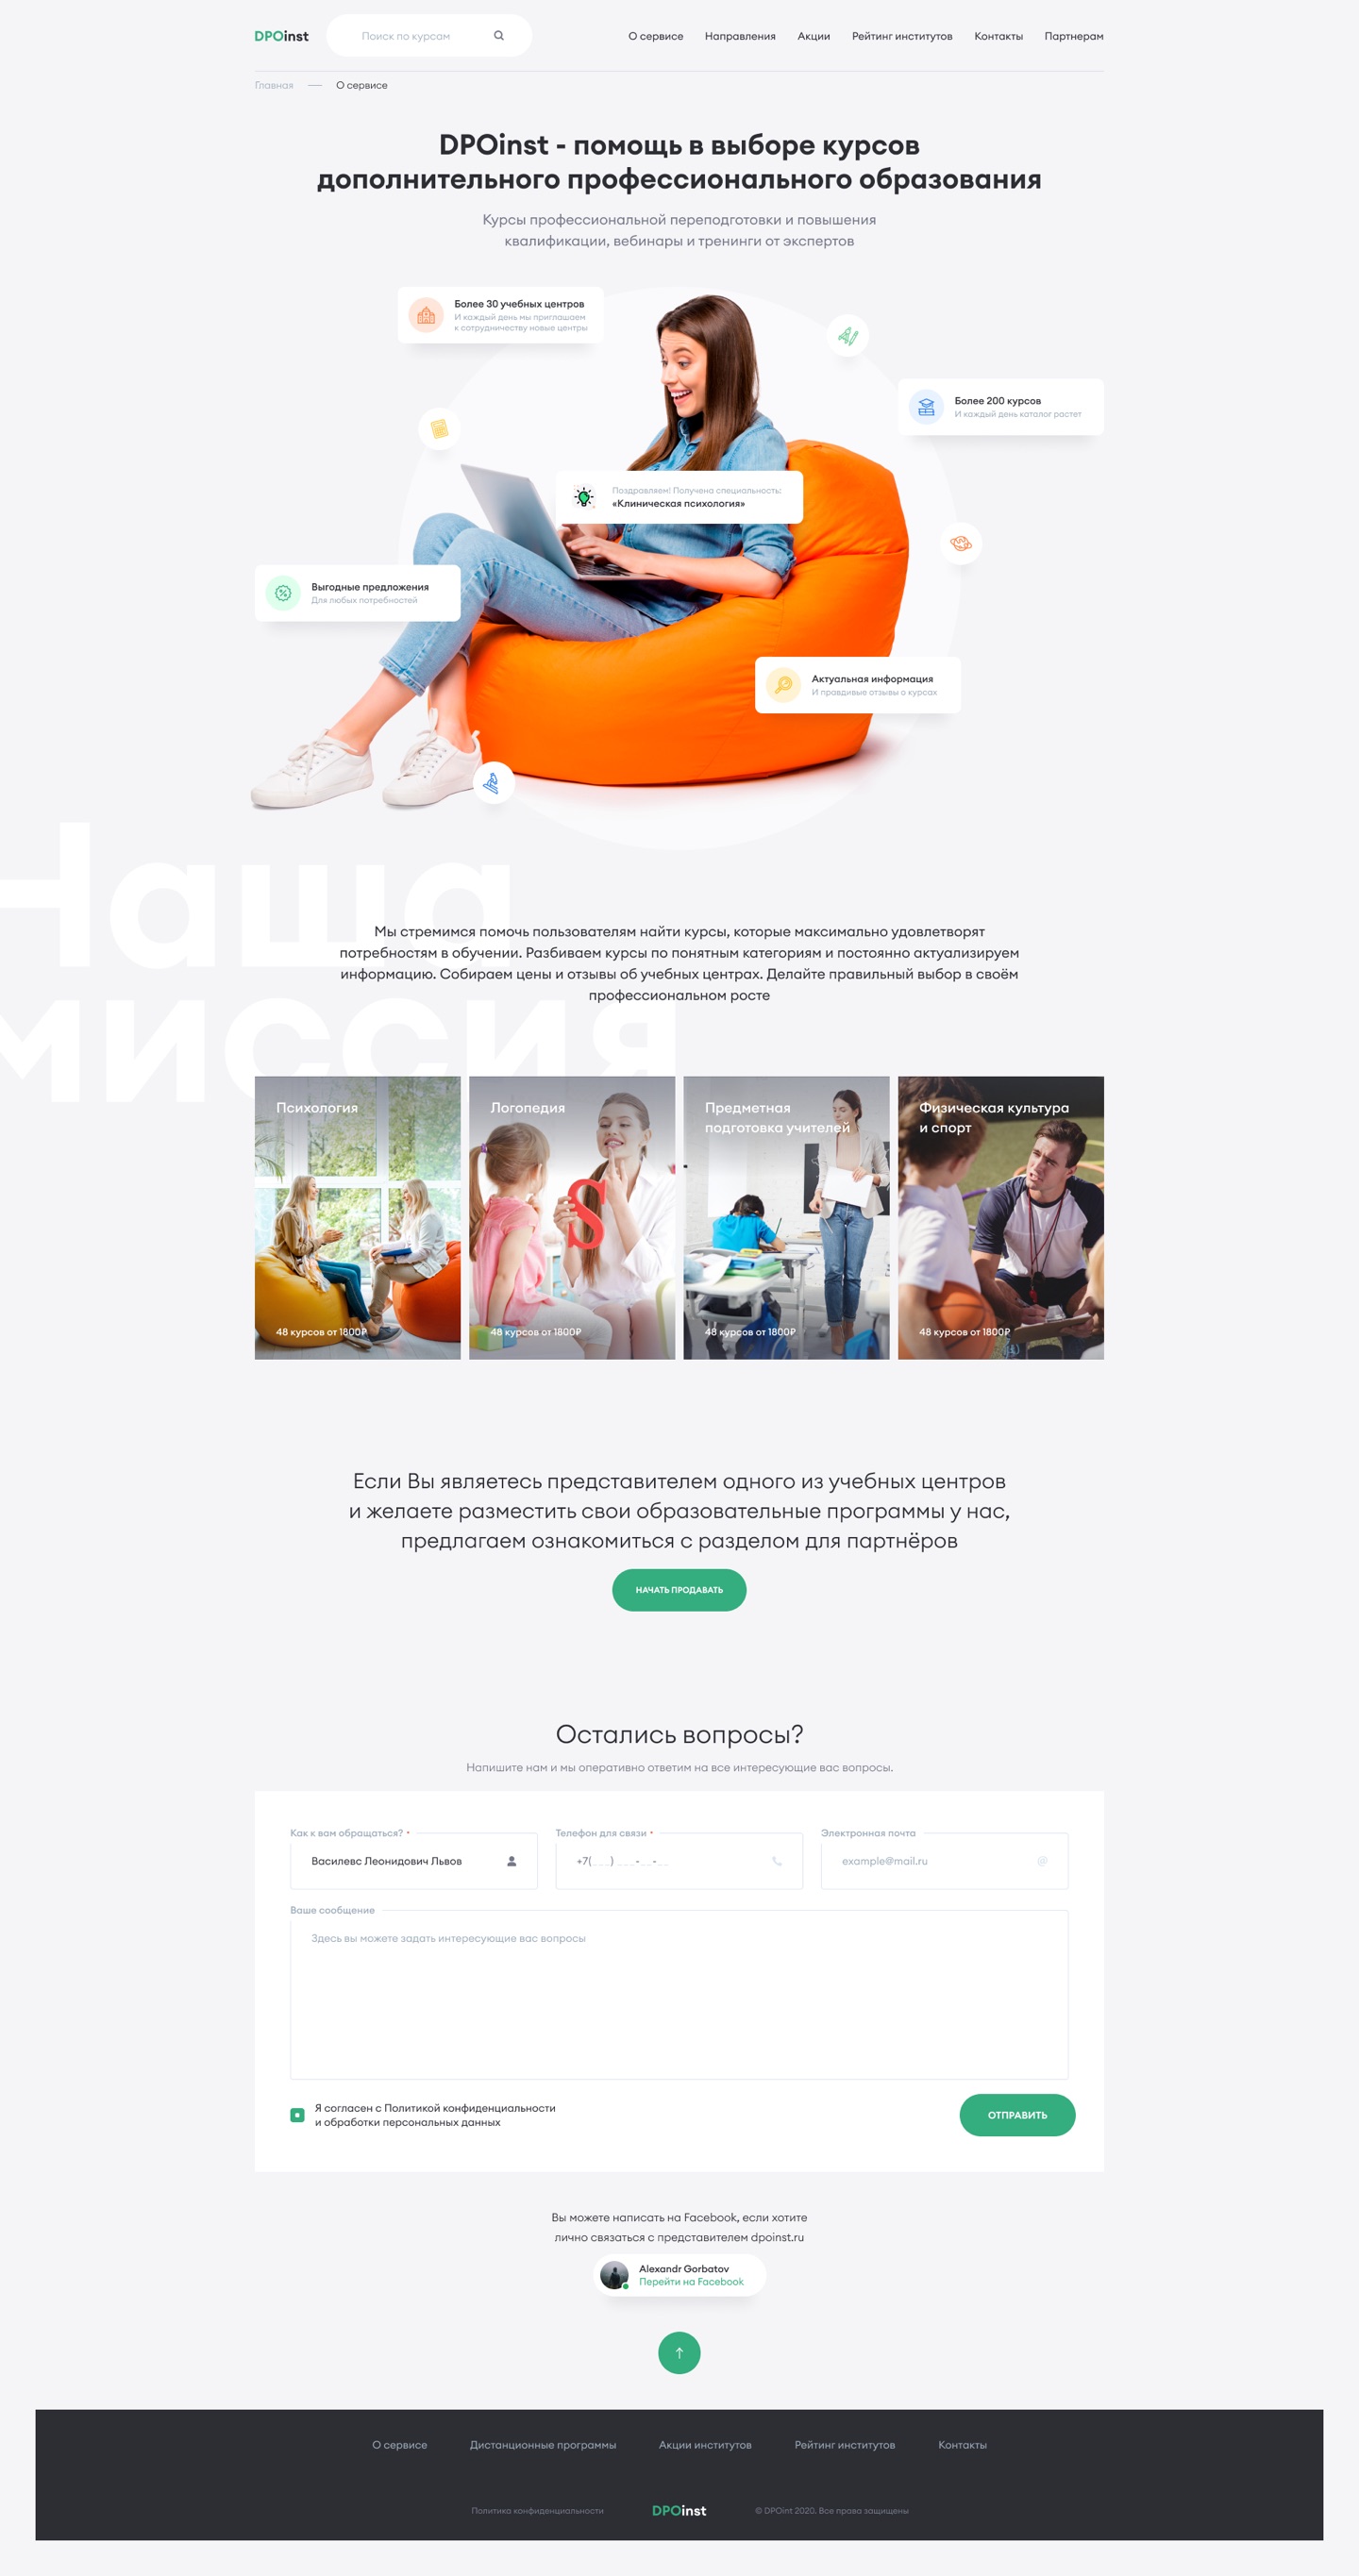 DPOinst
Поиск по курсам
О сервисе
Направления
Акции
Рейтинг институтов
Контакты
Партнерам
Главная
О сервисе
DPOinst - помощь в выборе курсов
дополнительного профессионального образования
Курсы профессиональной переподготовки и повышения
квалификации, вебинары и тренинги от экспертов
Более 30 учебных центров
И каждый день мы приглашаем
к сотрудничеству новые центры
Более 200 курсов
И каждый день каталог растет
Поздравляем! Получена специальность:
«Клиническая психология»
Выгодные предложения
Для любых потребностей
Актуальная информация
И правдивые отзывы о курсах
Наша
миссия
Мы стремимся помочь пользователям найти курсы, которые максимально удовлетворят
потребностям в обучении. Разбиваем курсы по понятным категориям и постоянно актуализируем
информацию. Собираем цены и отзывы об учебных центрах. Делайте правильный выбор в своём
профессиональном росте
Психология
48 курсов от 1800₽
Логопедия
S
48 курсов от 1800₽
Предметная
подготовка учителей
48 курсов от 1800₽
Физическая культура
и спорт
48 курсов от 1800₽
Если Вы являетесь представителем одного из учебных центров
и желаете разместить свои образовательные программы у нас,
предлагаем ознакомиться с разделом для партнёров
НАЧАТЬ ПРОДАВАТЬ
Остались вопросы?
Напишите нам и мы оперативно ответим на все интересующие вас вопросы.
Как к вам обращаться? •
Василевс Леонидович Львов
Телефон для связи •
+7(___) ___-__-__
Электронная почта
example@mail.ru
@
Ваше сообщение
Здесь вы можете задать интересующие вас вопросы
Я согласен с Политикой конфиденциальности
и обработки персональных данных
ОТПРАВИТЬ
Вы можете написать на Facebook, если хотите
лично связаться с представителем dpoinst.ru
Alexandr Gorbatov
Перейти на Facebook
О сервисе
Дистанционные программы
Акции институтов
Рейтинг институтов
Контакты
Политика конфиденциальности
DPOinst
© DPOint 2020. Все права защищены